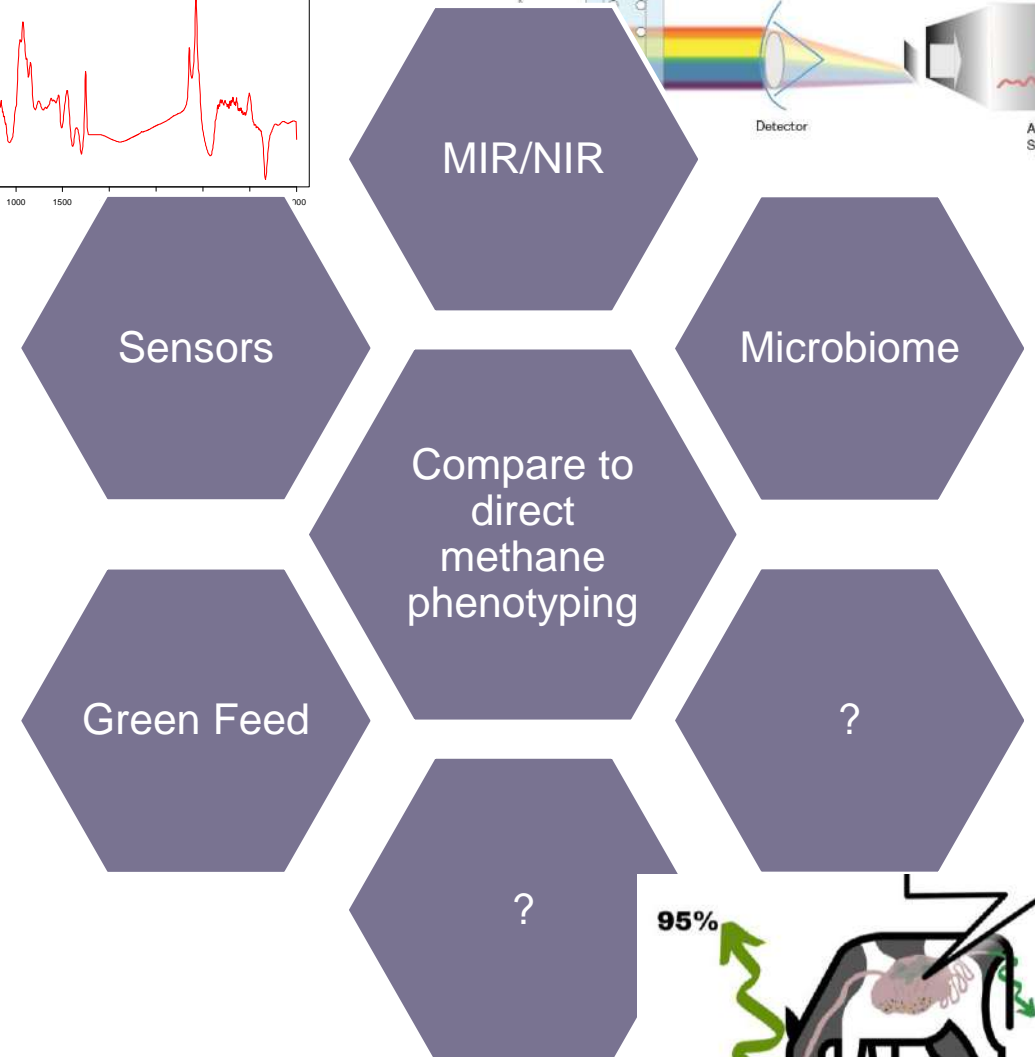 Detector
MIR/NIR
1000 1500
Sensors
Microbiome
Compare to
direct
methane
phenotyping
Green Feed
?
?
95%